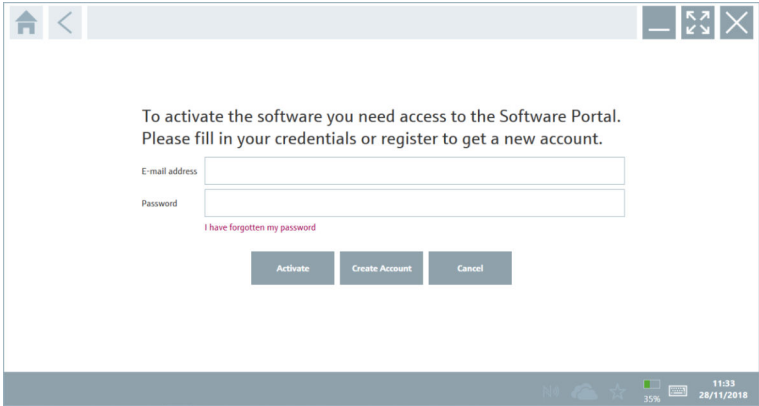 To activate the software you need access to the Software Portal.
Please fill in your credentials or register to get a new account.
E-mail address
Password
I have forgotten my password
Activate
Create Account
Cancel
35%
11:33
28/11/2018